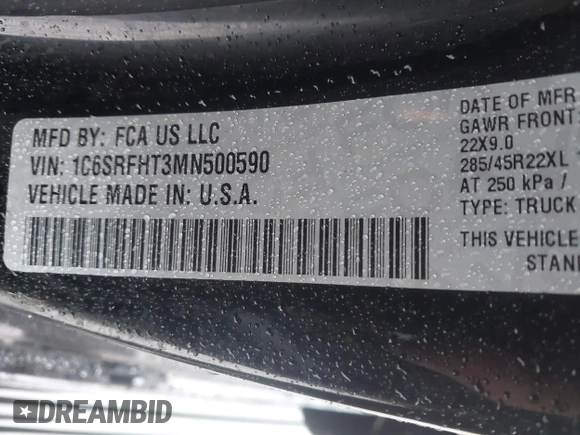 MFD BY: FCA US LLC
VIN: 1C6SRFHT3MN500590
VEHICLE MADE IN: U.S.A.
DATE OF MFR
GAWR FRONT:
22X9.0
285/45R22XL
AT 250 kPa /
TYPE: TRUCK
THIS VEHICLE
STAN
DREAMBID